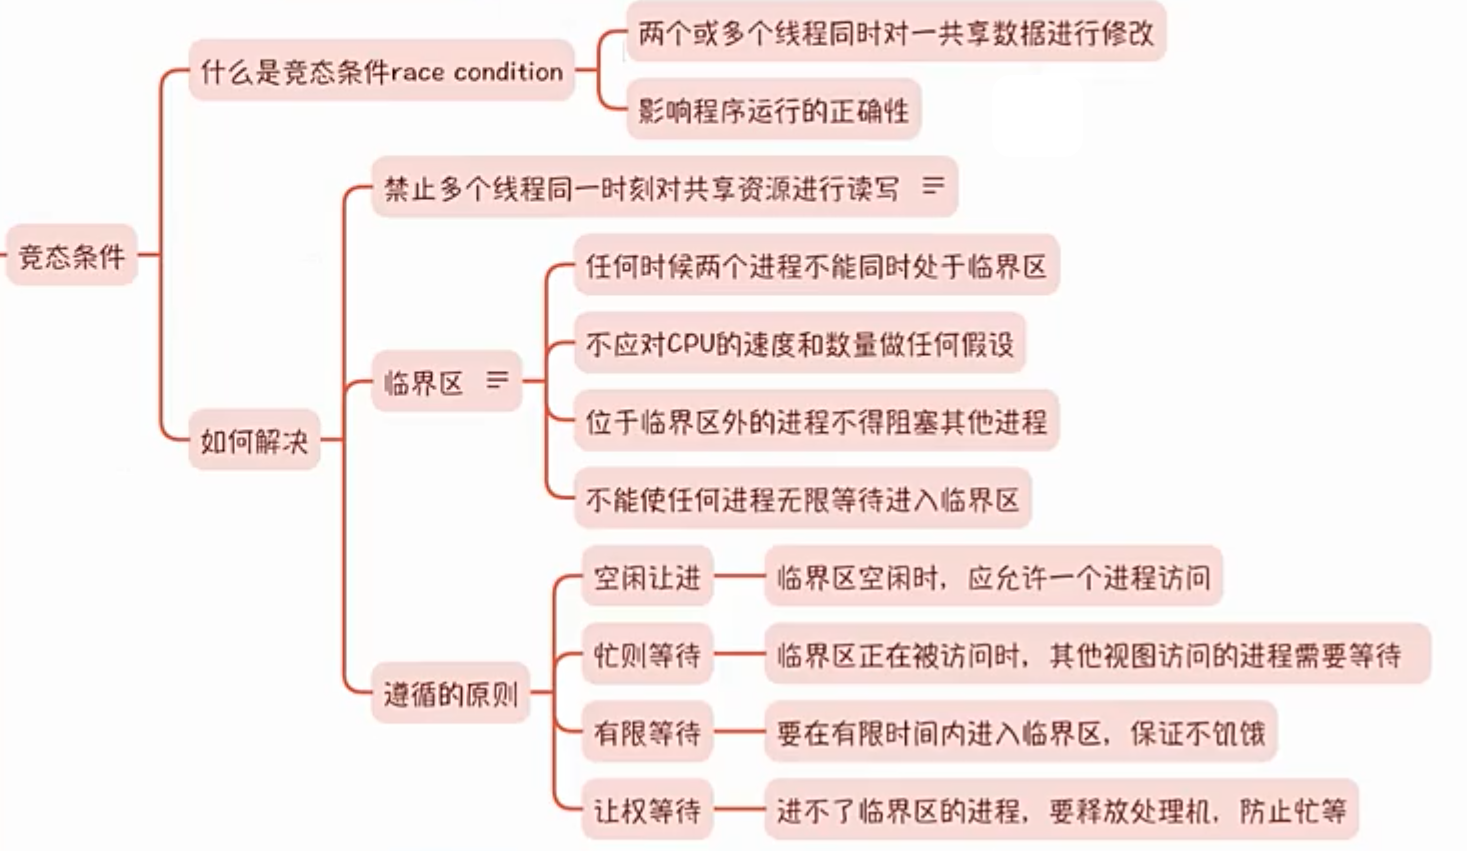 竞态条件
什么是竞态条件race condition
两个或多个线程同时对一共享数据进行修改
影响程序运行的正确性
如何解决
禁止多个线程同一时刻对共享资源进行读写
临界区
任何时候两个进程不能同时处于临界区
不应对CPU的速度和数量做任何假设
位于临界区外的进程不得阻塞其他进程
不能使任何进程无限等待进入临界区
遵循的原则
空闲让进
临界区空闲时，应允许一个进程访问
忙则等待
临界区正在被访问时，其他视图访问的进程需要等待
有限等待
要在有限时间内进入临界区，保证不饥饿
让权等待
进不了临界区的进程，要释放处理机，防止忙等